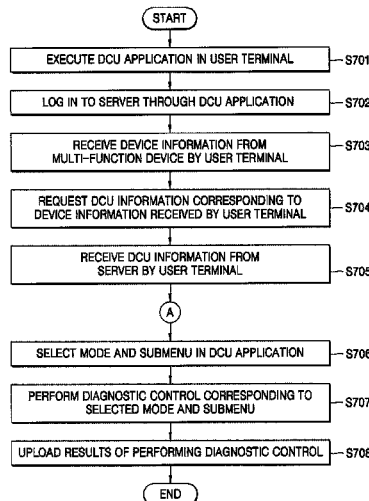 START
EXECUTE DCU APPLICATION IN USER TERMINAL
S701
LOG IN TO SERVER THROUGH DCU APPLICATION
S702
RECEIVE DEVICE INFORMATION FROM
MULTI-FUNCTION DEVICE BY USER TERMINAL
S703
REQUEST DCU INFORMATION CORRESPONDING TO
DEVICE INFORMATION RECEIVED BY USER TERMINAL
S704
RECEIVE DCU INFORMATION FROM
SERVER BY USER TERMINAL
S705
A
SELECT MODE AND SUBMENU IN DCU APPLICATION
S706
PERFORM DIAGNOSTIC CONTROL CORRESPONDING TO
SELECTED MODE AND SUBMENU
S707
UPLOAD RESULTS OF PERFORMING DIAGNOSTIC CONTROL
S708
END